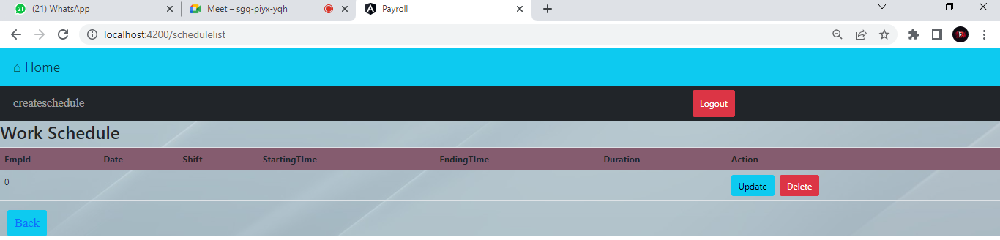 21 (21) WhatsApp Meet – sgq-piyx-yqh Payroll
localhost:4200/schedulelist
⌂ Home
createschedule Logout
Work Schedule
EmpId Date Shift StartingTIme EndingTIme Duration Action
0 Update Delete
Back